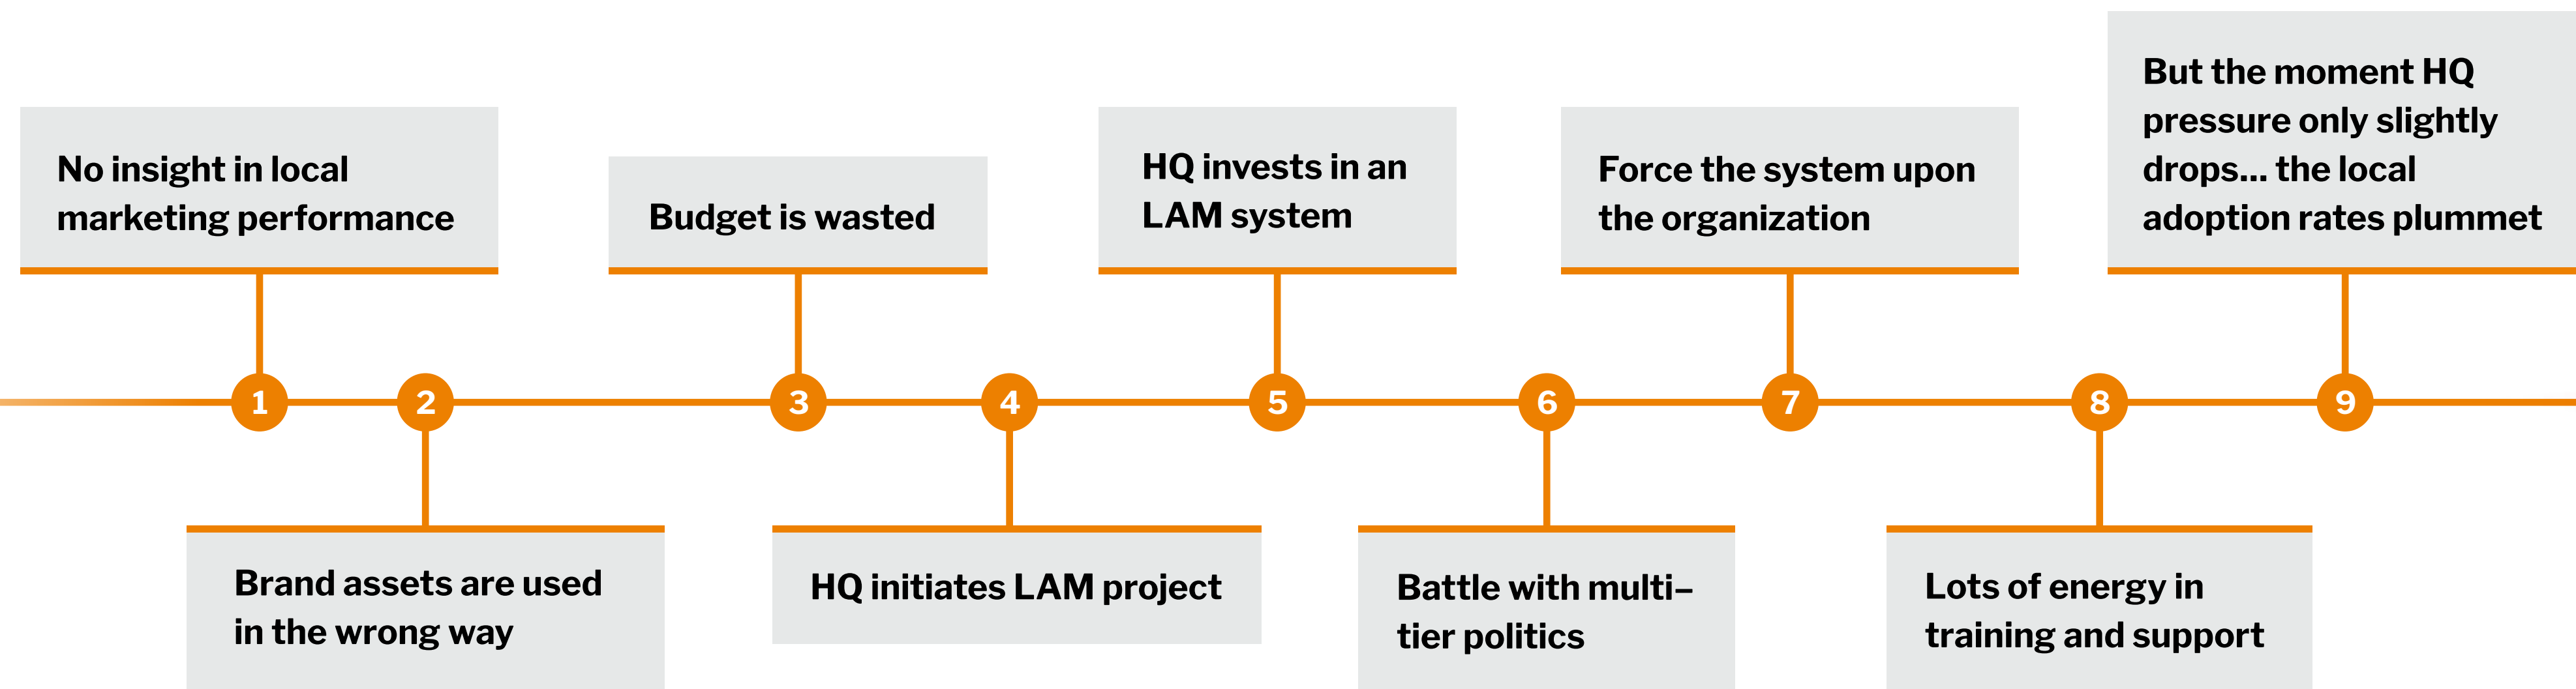 No insight in local
marketing performance
1
Brand assets are used
in the wrong way
2
Budget is wasted
3
HQ initiates LAM project
4
HQ invests in an
LAM system
5
Battle with multi–
tier politics
6
Force the system upon
the organization
7
Lots of energy in
training and support
8
But the moment HQ
pressure only slightly
drops... the local
adoption rates plummet
9